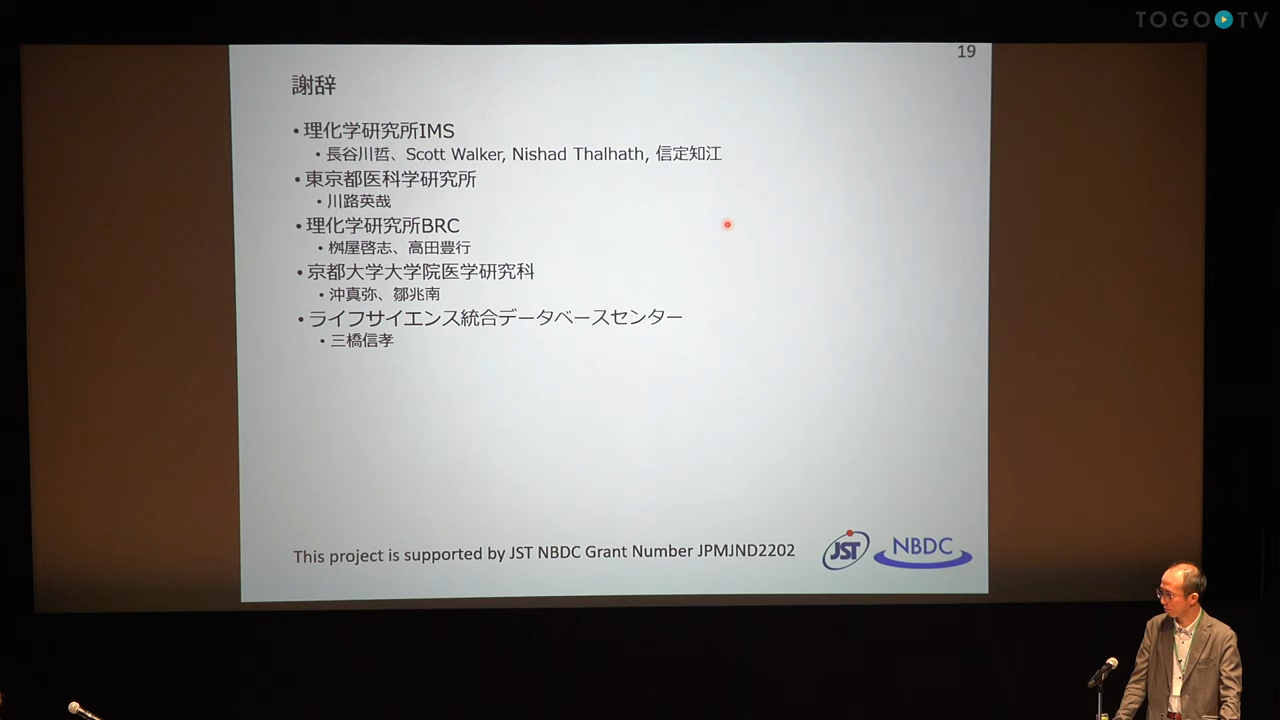 TOGO TV
19
謝辞
• 理化学研究所IMS
• 長谷川哲、Scott Walker, Nishad Thalhath, 信定知江
• 東京都医科学研究所
• 川路英哉
• 理化学研究所BRC
• 桝屋啓志、高田豊行
• 京都大学大学院医学研究科
• 沖真弥、鄒兆南
• ライフサイエンス統合データベースセンター
• 三橋信孝
This project is supported by JST NBDC Grant Number JPMJND2202
JST
NBDC